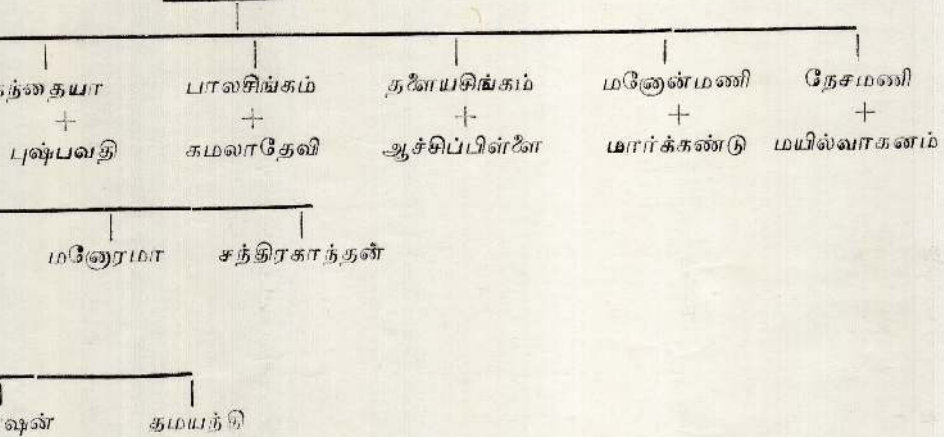 பாலசிங்கம் தளையசிங்கம் மனோன்மணி நேசமணி
+ + + + +
புஷ்பவதி கமலாதேவி ஆச்சிப்பிள்ளை மார்க்கண்டு மயில்வாகனம்
மனோரமா சந்திரகாந்தன்
தமயந்தி